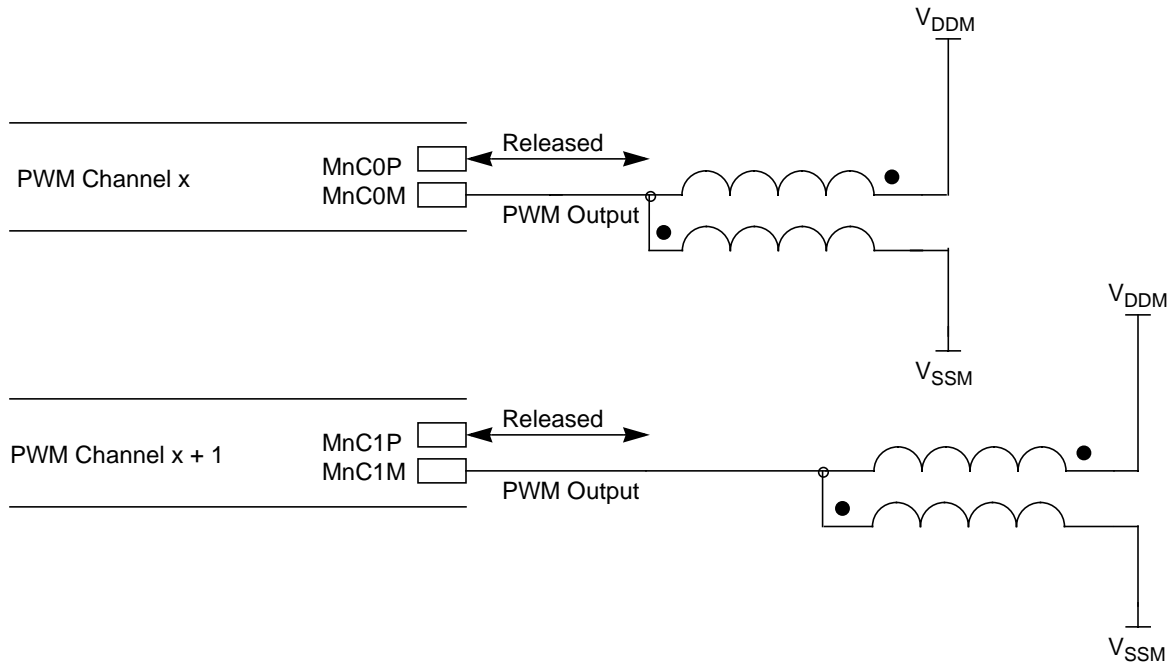 VDDM
Released
MnC0P
PWM Channel x
MnC0M
PWM Output
VDDM
VSSM
Released
MnC1P
PWM Channel x + 1
MnC1M
PWM Output
VSSM